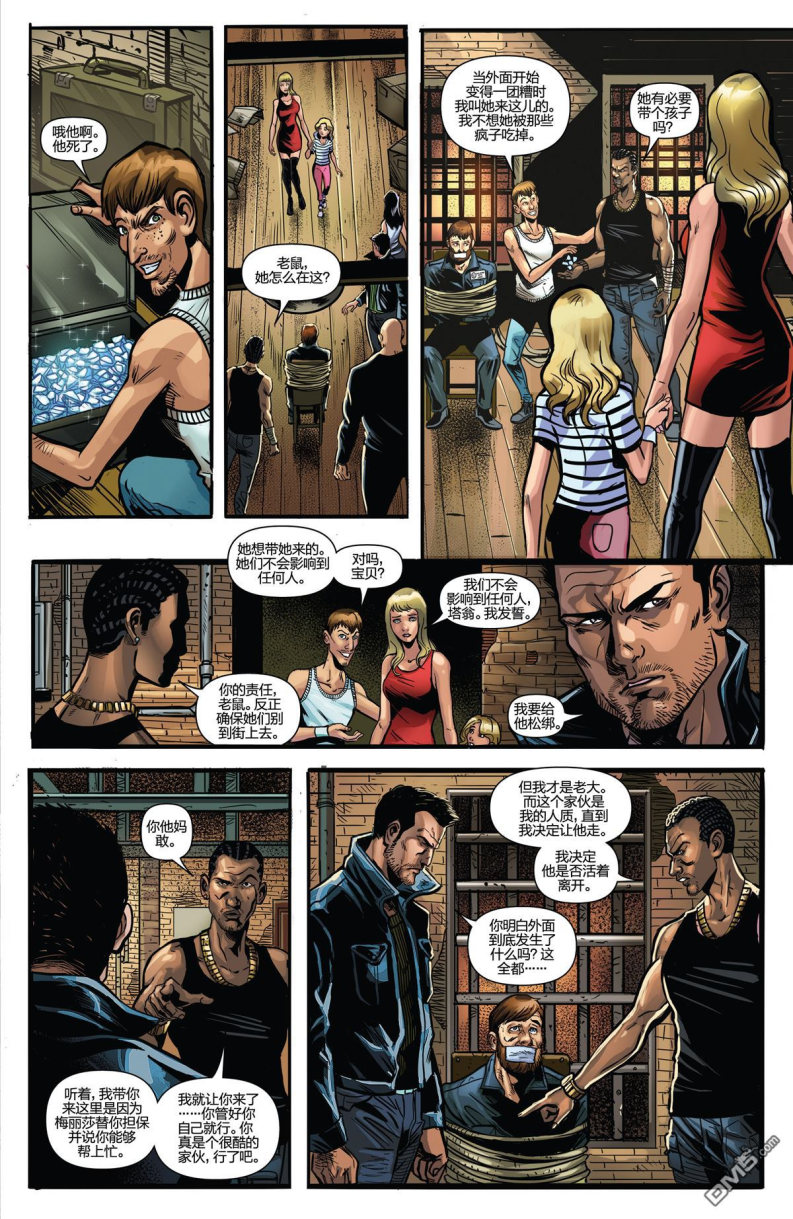 哦他啊。
他死了。
老鼠，
她怎么在这？
当外面开始
变得一团糟时
我叫她来这儿的。
我不想她被那些
疯子吃掉。
她有必要
带个孩子
吗？
她想带她来的。
她们不会影响到
任何人。
对吗，
宝贝？
我们不会
影响到任何人，
塔翁。我发誓。
你的责任，
老鼠。反正
确保她们别
到街上去。
我要给
他松绑。
你他妈
敢。
听着，我带你
来这里是因为
梅丽莎替你担保
并说你能够
帮上忙。
我就让你来了
……你管好你
自己就行。你
真是个很酷的
家伙，行了吧。
但我才是老大。
而这个家伙是
我的人质，直到
我决定让他走。
我决定
他是否活着
离开。
你明白外面
到底发生了
什么吗？这
全都……
DM5.com